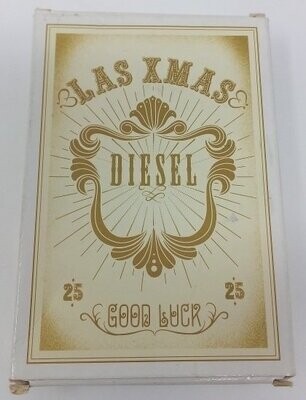 LAS XMAS
DIESEL
25 25
GOOD LUCK